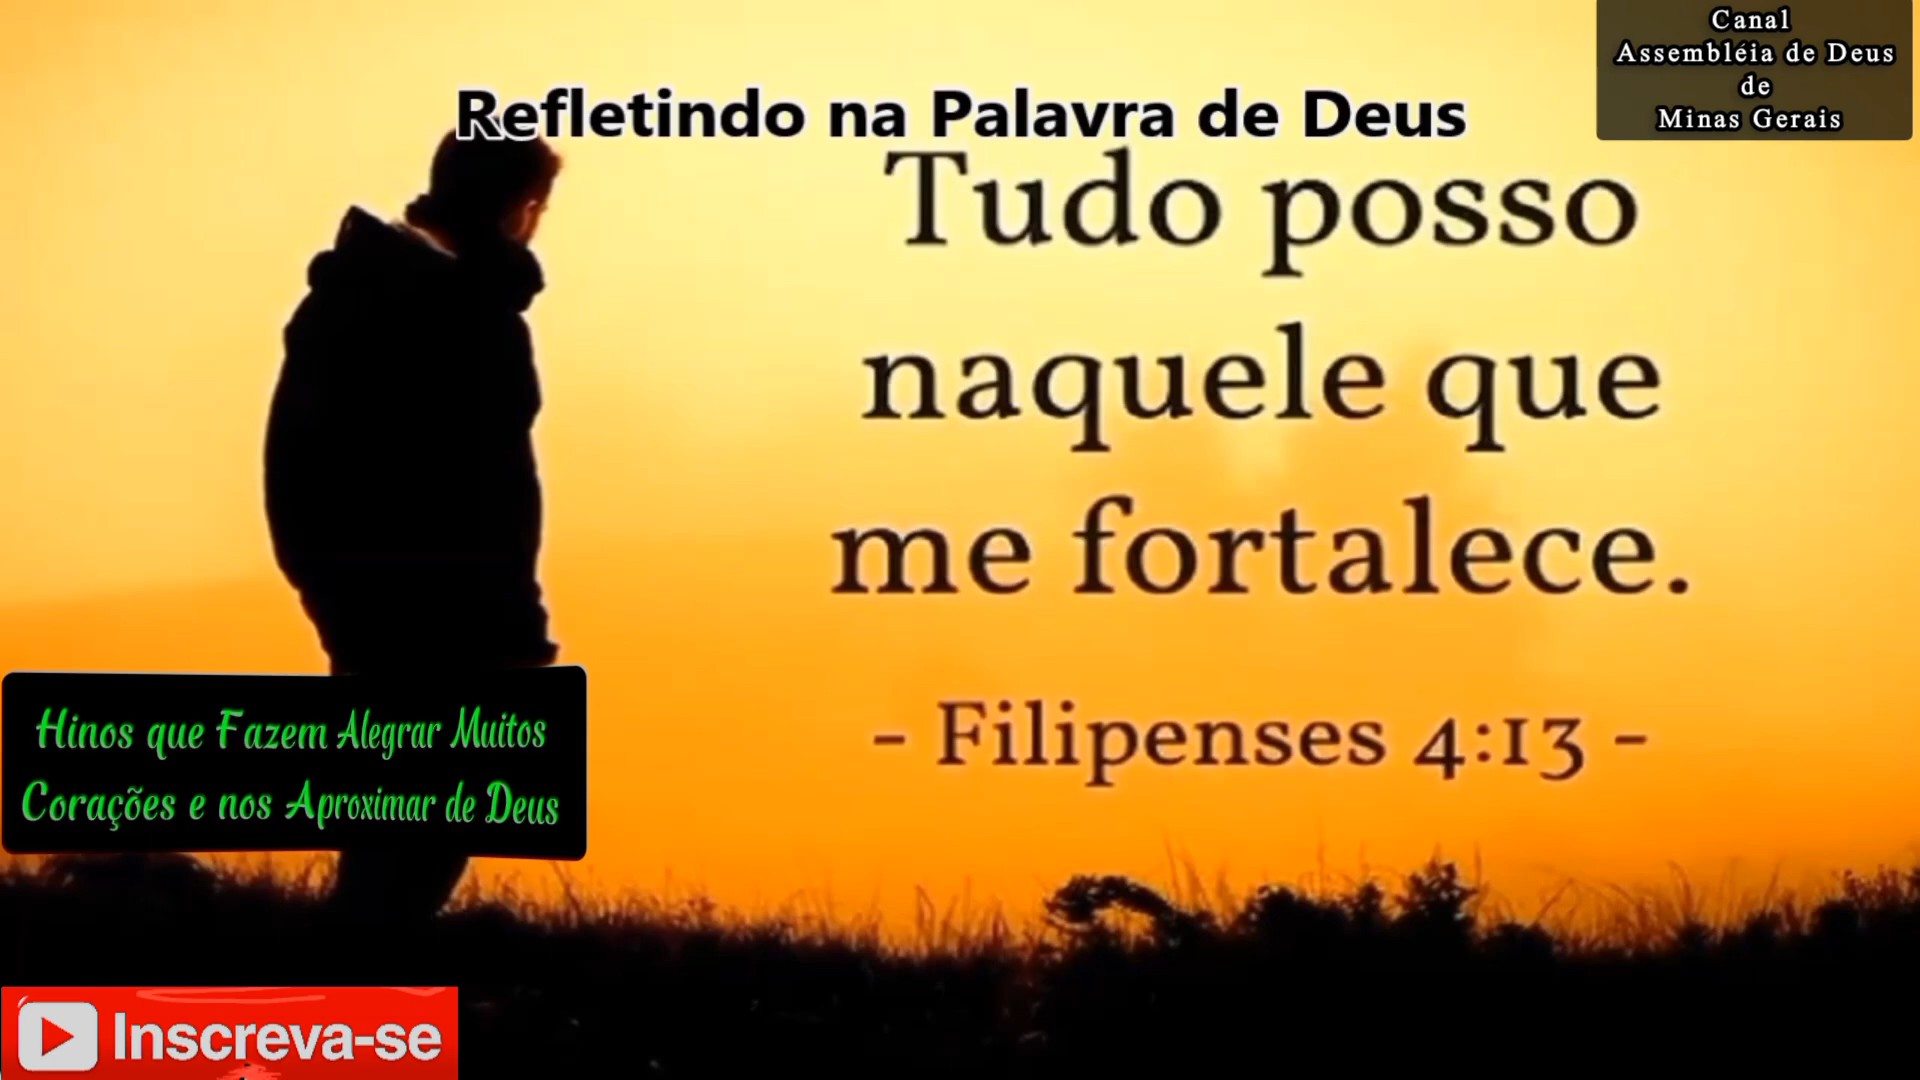 Canal
Assembléia de Deus
de
Minas Gerais
Refletindo na Palavra de Deus
Tudo posso
naquele que
me fortalece.
- Filipenses 4:13 -
Hinos que Fazem Alegrar Muitos
Corações e nos Aproximar de Deus
Inscreva-se